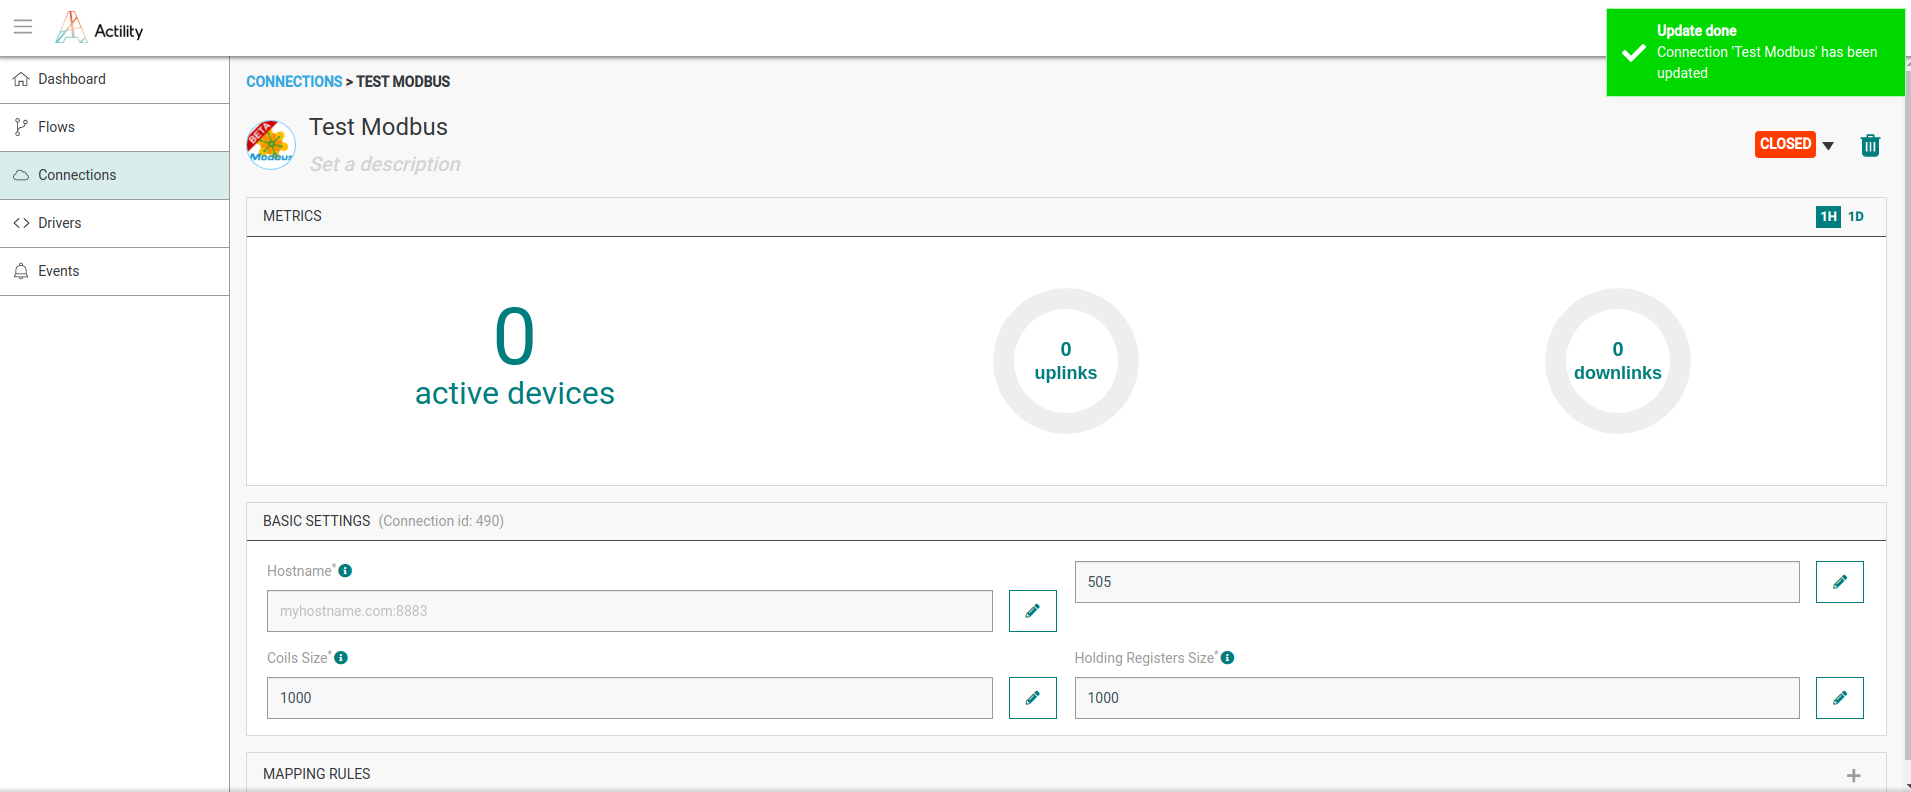 Actility
Update done
Connection 'Test Modbus' has been
updated
Dashboard
Flows
Connections
Drivers
Events
CONNECTIONS > TEST MODBUS
BETA
Modbus
Test Modbus
Set a description
CLOSED
METRICS
1H 1D
0
active devices
0
uplinks
0
downlinks
BASIC SETTINGS (Connection id: 490)
Hostname*
myhostname.com:8883
505
Coils Size*
1000
Holding Registers Size*
1000
MAPPING RULES